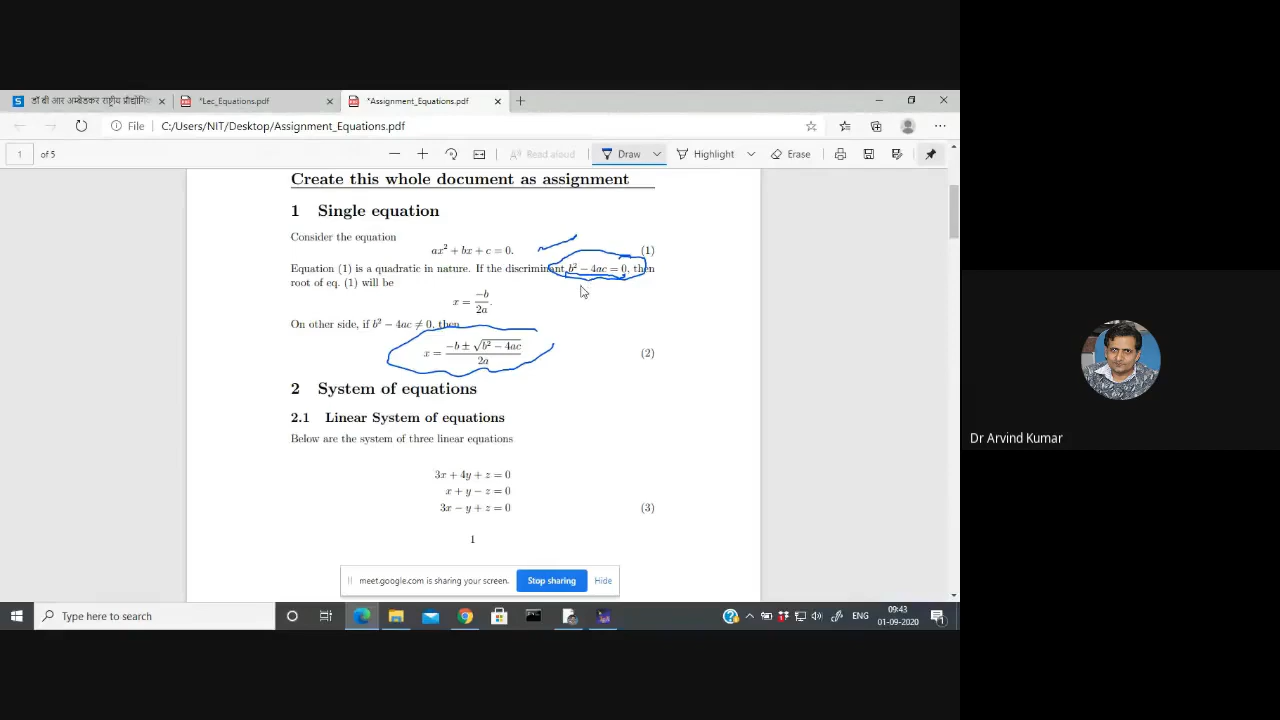 डॉ बी आर अम्बेडकर राष्ट्रीय प्रौद्योगिक
*Lec_Equations.pdf
*Assignment_Equations.pdf
File
C:/Users/NIT/Desktop/Assignment_Equations.pdf
1 of 5
Read aloud
Draw
Highlight
Erase
Create this whole document as assignment
1 Single equation
Consider the equation
ax² + bx + c = 0. (1)
Equation (1) is a quadratic in nature. If the discriminant b² − 4ac = 0, then
root of eq. (1) will be
x = −b/2a.
On other side, if b² − 4ac ≠ 0, then
x = −b ± √b² − 4ac/2a (2)
2 System of equations
2.1 Linear System of equations
Below are the system of three linear equations
3x + 4y + z = 0
x + y − z = 0
3x − y + z = 0 (3)
1
meet.google.com is sharing your screen.
Stop sharing
Hide
Dr Arvind Kumar
Type here to search
ENG
09:43
01-09-2020
1